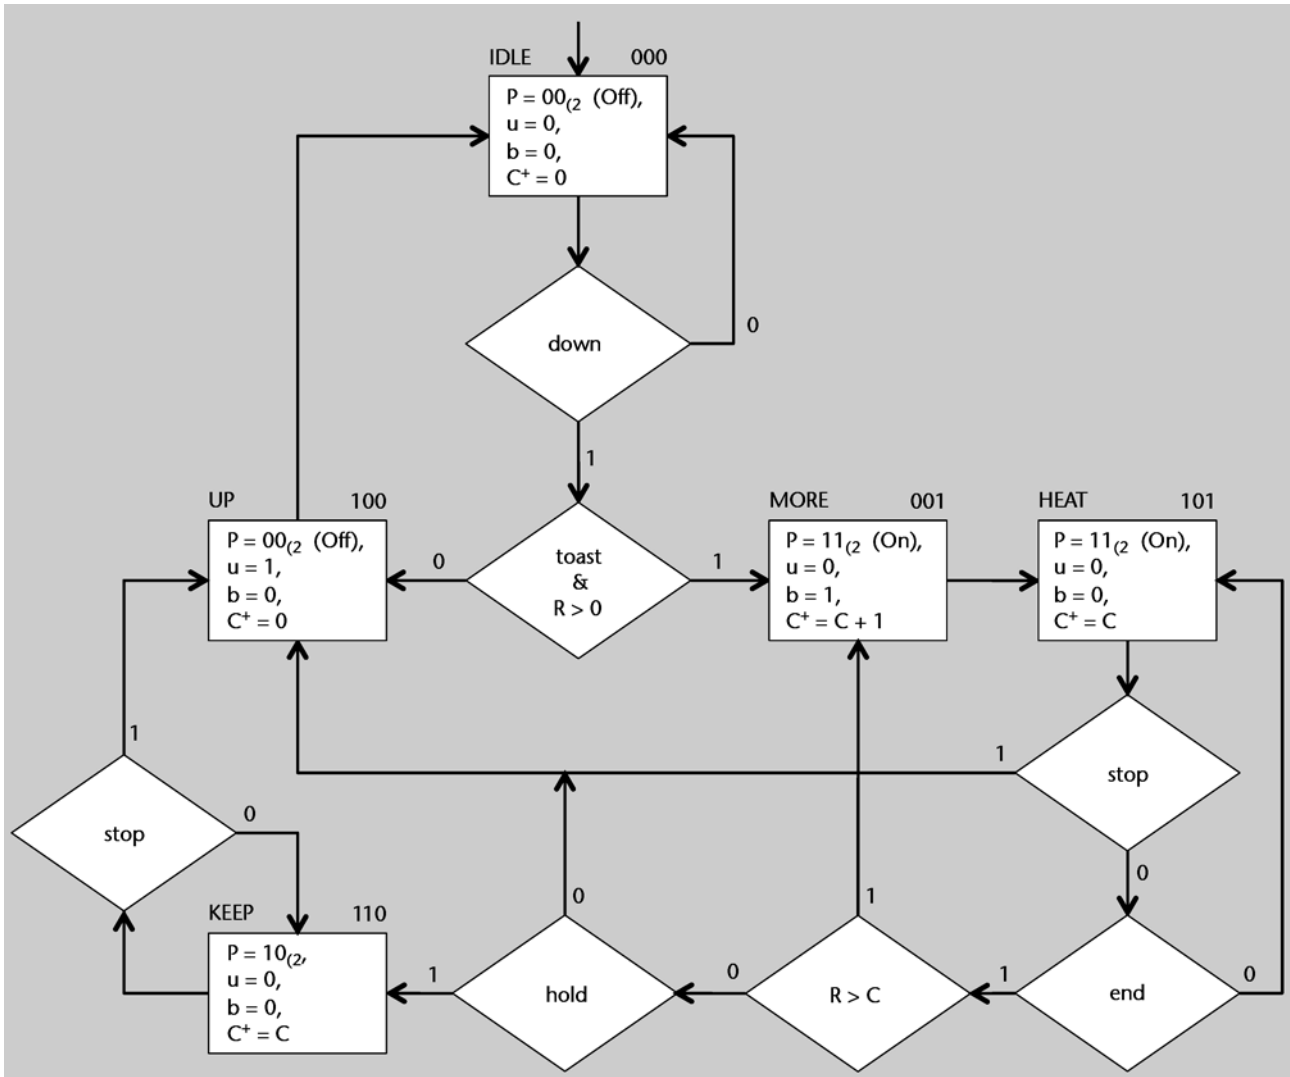 IDLE 000
P = 00(2 (Off),
u = 0,
b = 0,
C+ = 0
down
0
1
UP 100
P = 00(2 (Off),
u = 1,
b = 0,
C+ = 0
0
toast
&
R > 0
1
MORE 001
P = 11(2 (On),
u = 0,
b = 1,
C+ = C + 1
HEAT 101
P = 11(2 (On),
u = 0,
b = 0,
C+ = C
1
stop
0
1
stop
0
KEEP 110
P = 10(2,
u = 0,
b = 0,
C+ = C
1
0
hold
0
1
R > C
1
end
0